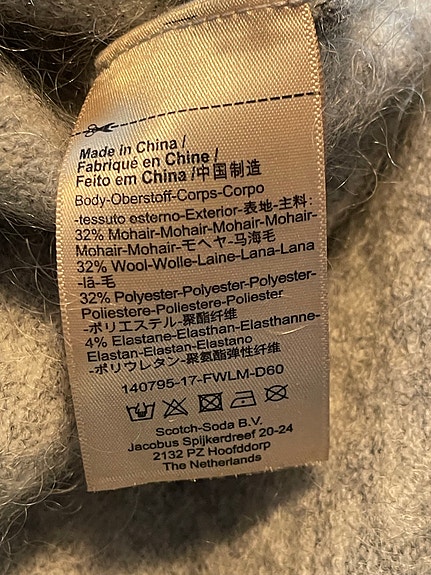 Made in China /
Fabriqué en Chine /
Feito em China /中国制造
Body-Oberstoff-Corps-Corpo
-tessuto esterno-Exterior-表地-主料:
32% Mohair-Mohair-Mohair-Mohair-
Mohair-Mohair-モヘヤ-马海毛
32% Wool-Wolle-Laine-Lana-Lana
-lã-毛
32% Polyester-Polyester-Polyester-
Poliestere-Poliester-Poliester
-ポリエステル-聚酯纤维
4% Elastane-Elasthan-Elasthanne-
Elastan-Elastan-Elastano
-ポリウレタン-聚氨酯弹性纤维
140795-17-FWLM-D60
Scotch-Soda B.V.
Jacobus Spijkerdreef 20-24
2132 PZ Hoofddorp
The Netherlands